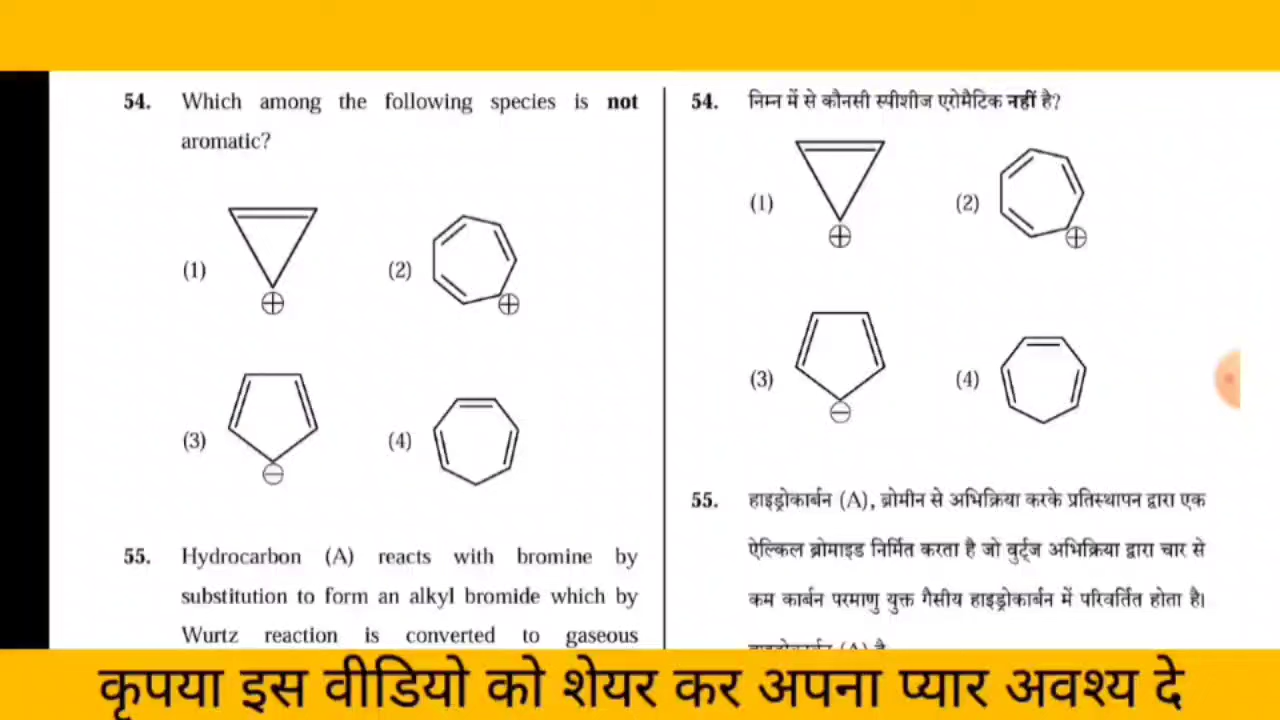 54. Which among the following species is not
aromatic?
(1) ⊕ (2) ⊕
(3) ⊖ (4)
55. Hydrocarbon (A) reacts with bromine by
substitution to form an alkyl bromide which by
Wurtz reaction is converted to gaseous
54. निम्न में से कौनसी स्पीशीज एरोमैटिक नहीं है?
(1) ⊕ (2) ⊕
(3) ⊖ (4)
55. हाइड्रोकार्बन (A), ब्रोमीन से अभिक्रिया करके प्रतिस्थापन द्वारा एक
ऐल्किल ब्रोमाइड निर्मित करता है जो वुर्ट्ज अभिक्रिया द्वारा चार से
कम कार्बन परमाणु युक्त गैसीय हाइड्रोकार्बन में परिवर्तित होता है।
कृपया इस वीडियो को शेयर कर अपना प्यार अवश्य दे